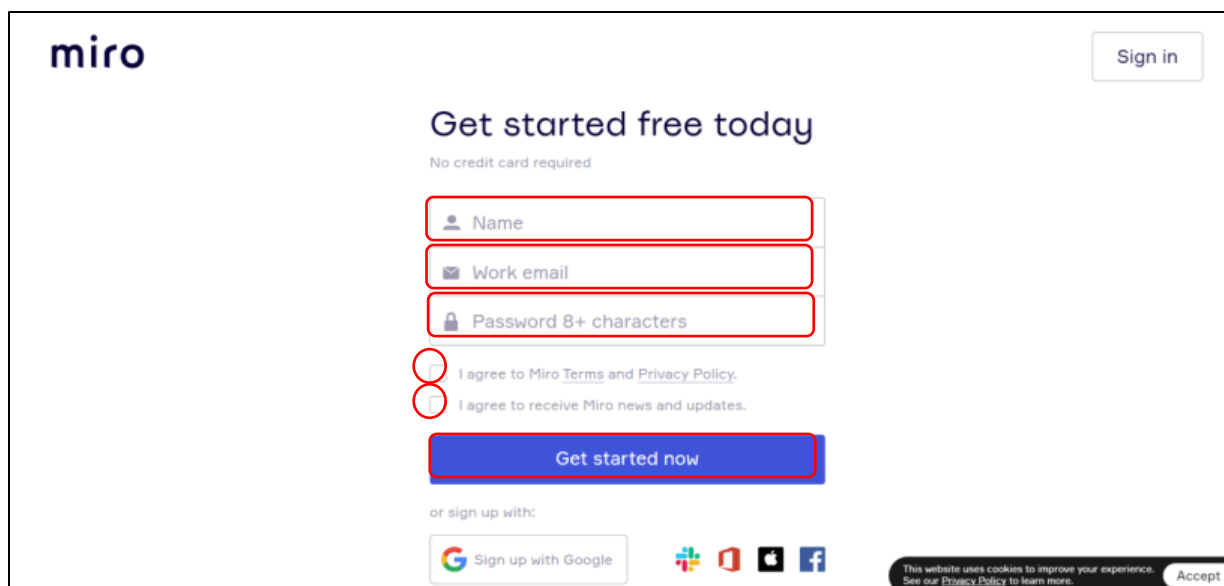 miro
Sign in
Get started free today
No credit card required
Name
Work email
Password 8+ characters
I agree to Miro Terms and Privacy Policy.
I agree to receive Miro news and updates.
Get started now
or sign up with:
Sign up with Google
This website uses cookies to improve your experience.
See our Privacy Policy to learn more.
Accept